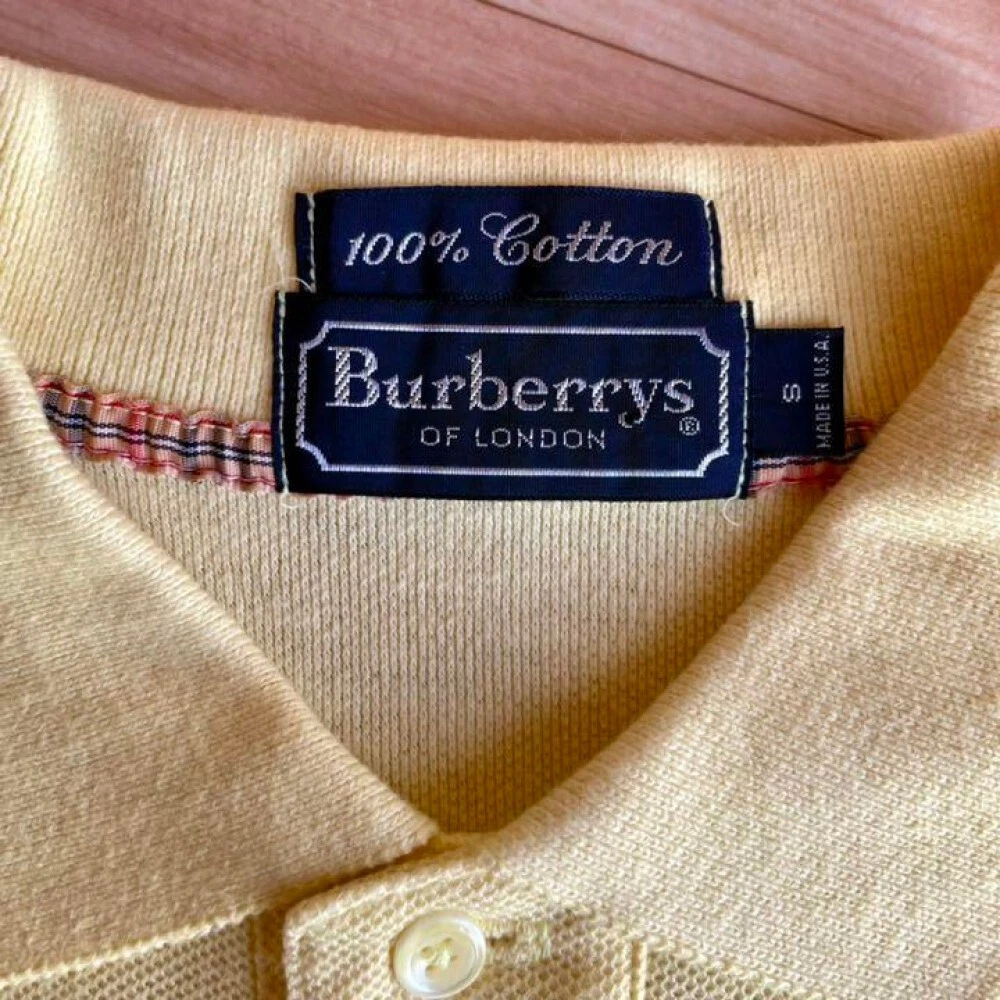 100% Cotton
Burberrys®
OF LONDON
S
MADE IN U.S.A.